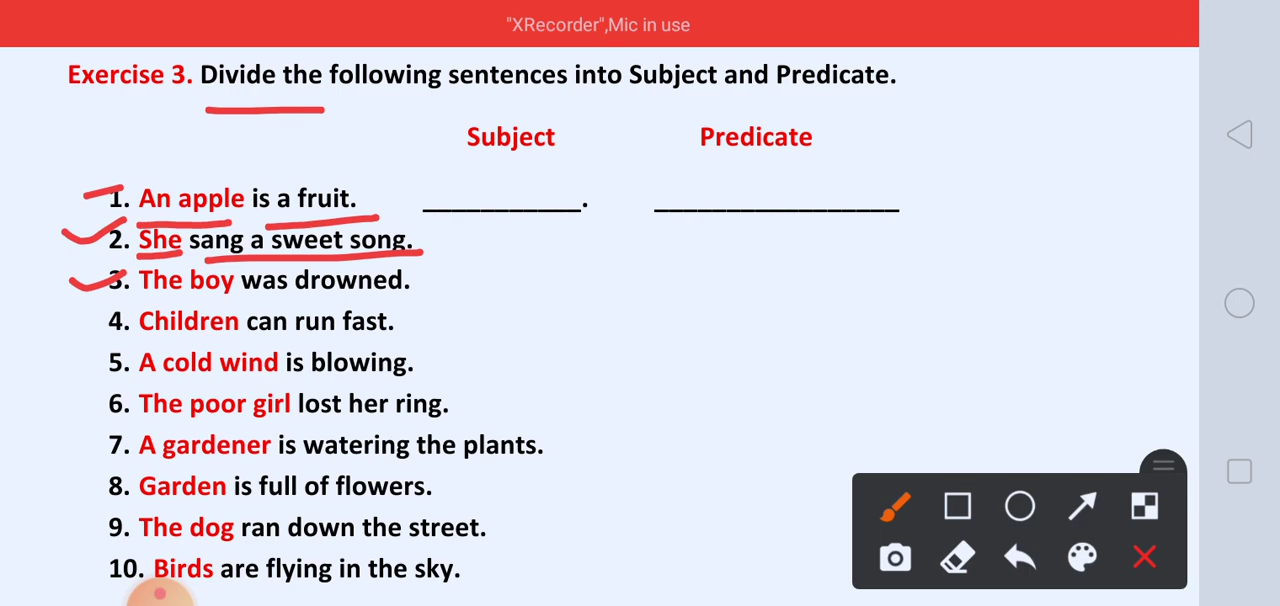 "XRecorder",Mic in use
Exercise 3. Divide the following sentences into Subject and Predicate.
Subject Predicate
1. An apple is a fruit. ___________. _________________
2. She sang a sweet song.
3. The boy was drowned.
4. Children can run fast.
5. A cold wind is blowing.
6. The poor girl lost her ring.
7. A gardener is watering the plants.
8. Garden is full of flowers.
9. The dog ran down the street.
10. Birds are flying in the sky.